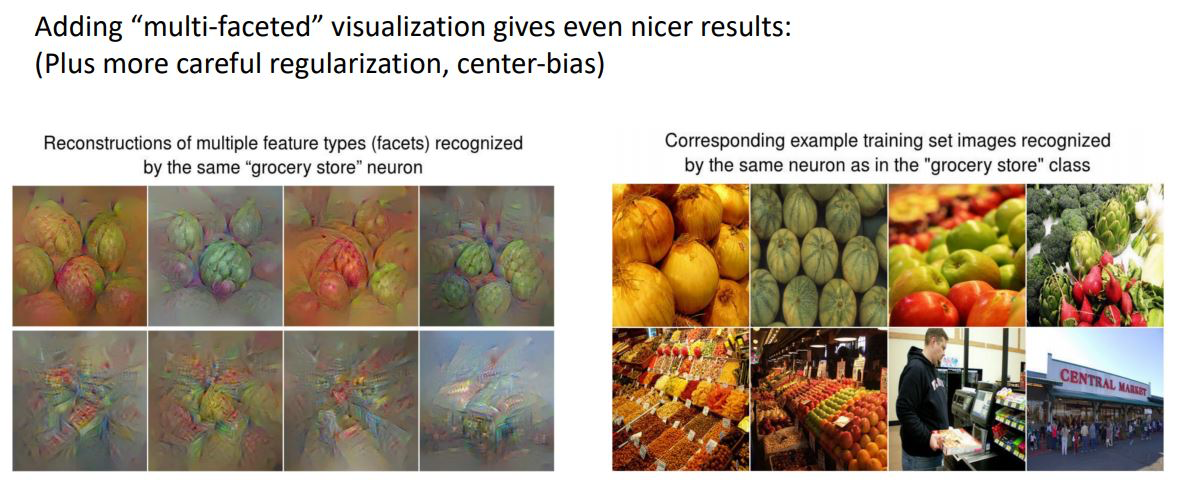 Adding “multi-faceted” visualization gives even nicer results:
(Plus more careful regularization, center-bias)
Reconstructions of multiple feature types (facets) recognized
by the same “grocery store” neuron
Corresponding example training set images recognized
by the same neuron as in the "grocery store" class
CENTRAL MARKET